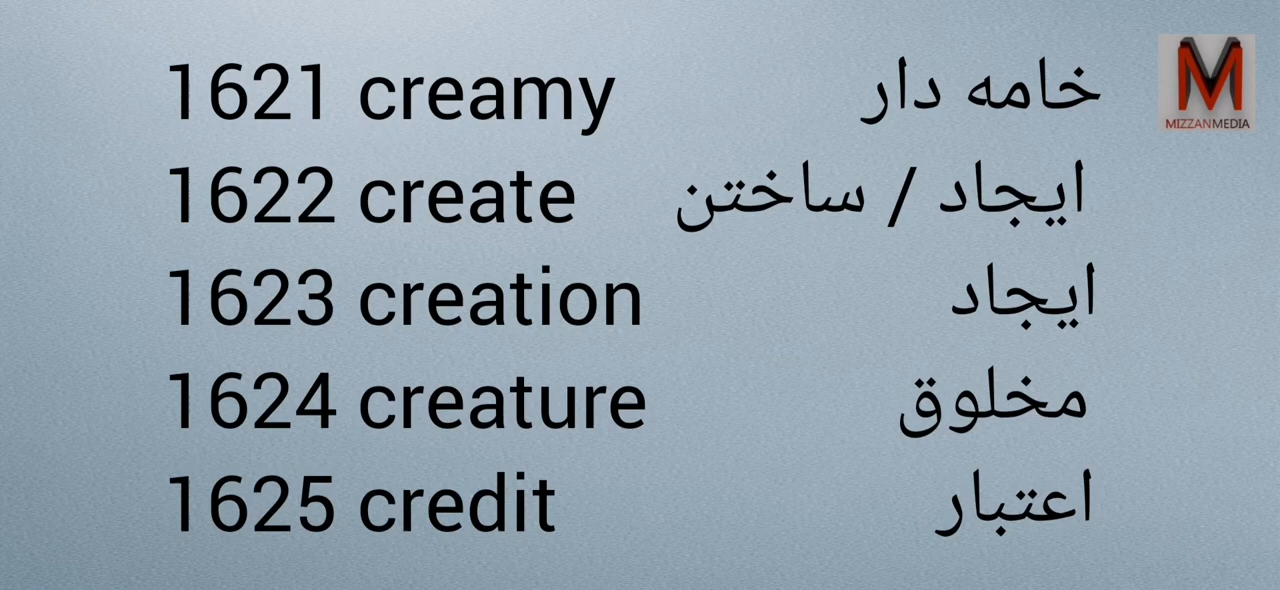 1621 creamy خامه دار
1622 create ایجاد / ساختن
1623 creation ایجاد
1624 creature مخلوق
1625 credit اعتبار
MIZZANMEDIA